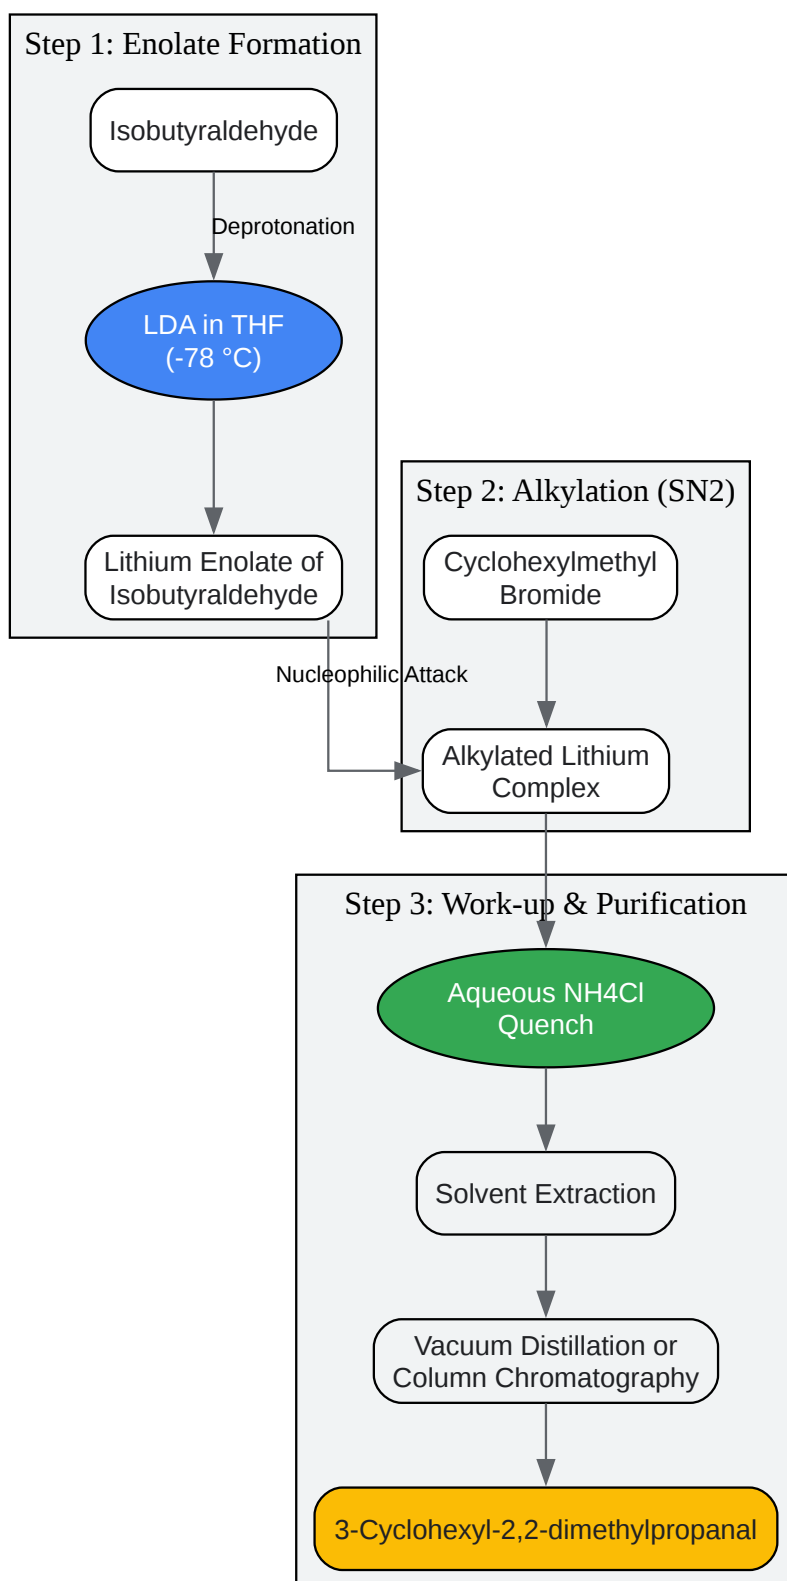 Step 1: Enolate Formation
Isobutyraldehyde
Deprotonation
LDA in THF
(-78 °C)
Lithium Enolate of
Isobutyraldehyde
Nucleophilic Attack
Step 2: Alkylation (SN2)
Cyclohexylmethyl
Bromide
Alkylated Lithium
Complex
Step 3: Work-up & Purification
Aqueous NH4Cl
Quench
Solvent Extraction
Vacuum Distillation or
Column Chromatography
3-Cyclohexyl-2,2-dimethylpropanal